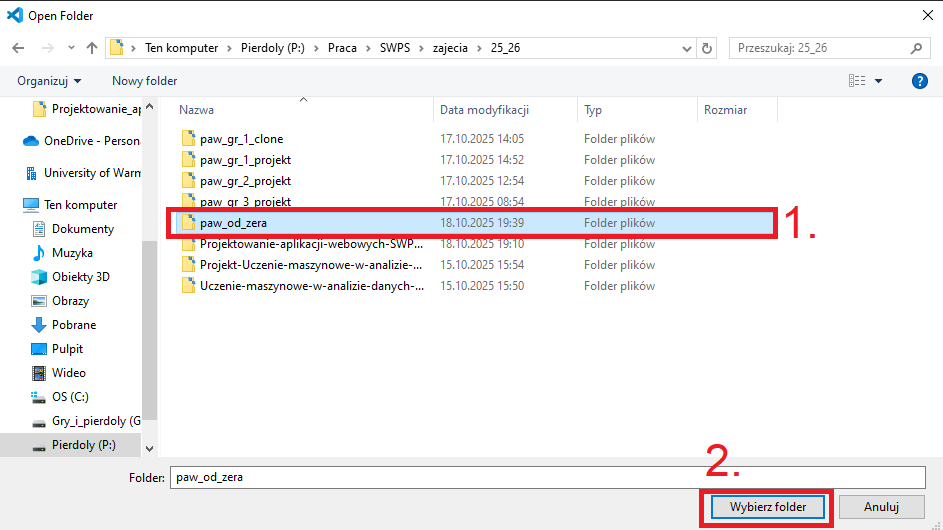 Open Folder
Ten komputer > Pierdoly (P:) > Praca > SWPS > zajecia > 25_26
Przeszukaj: 25_26
Organizuj
Nowy folder
?
Projektowanie_ap
OneDrive - Persona
University of Warm
Ten komputer
Dokumenty
Muzyka
Obiekty 3D
Obrazy
Pobrane
Pulpit
Wideo
OS (C:)
Gry_i_pierdoly (G
Pierdoly (P:)
Nazwa Data modyfikacji Typ Rozmiar
paw_gr_1_clone 17.10.2025 14:05 Folder plików
paw_gr_1_projekt 17.10.2025 14:52 Folder plików
paw_gr_2_projekt 17.10.2025 12:54 Folder plików
paw_gr_3_projekt 17.10.2025 08:54 Folder plików
paw_od_zera 18.10.2025 19:39 Folder plików
1.
Projektowanie-aplikacji-webowych-SWP... 18.10.2025 19:10 Folder plików
Projekt-Uczenie-maszynowe-w-analizie-... 15.10.2025 15:54 Folder plików
Uczenie-maszynowe-w-analizie-danych-... 15.10.2025 15:50 Folder plików
Folder: paw_od_zera
2.
Wybierz folder
Anuluj